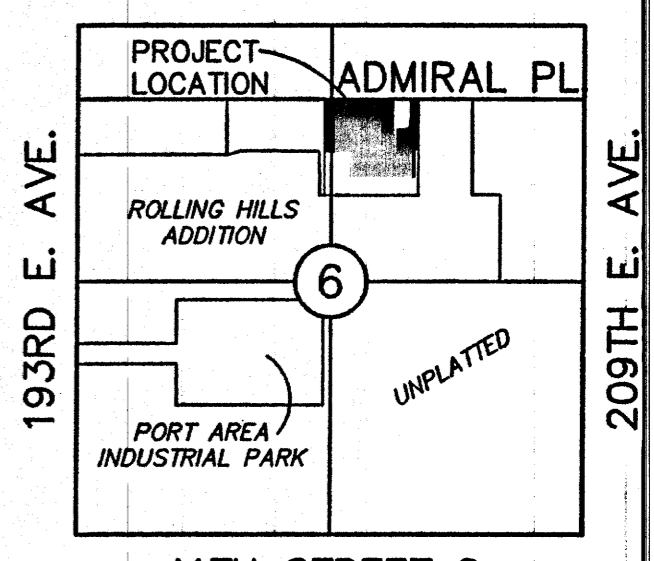 PROJECT
LOCATION
ADMIRAL PL
193RD E. AVE.
209TH E. AVE.
ROLLING HILLS
ADDITION
6
UNPLATTED
PORT AREA
INDUSTRIAL PARK